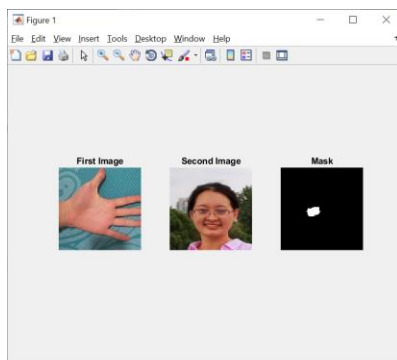 Figure 1
File Edit View Insert Tools Desktop Window Help
First Image Second Image Mask